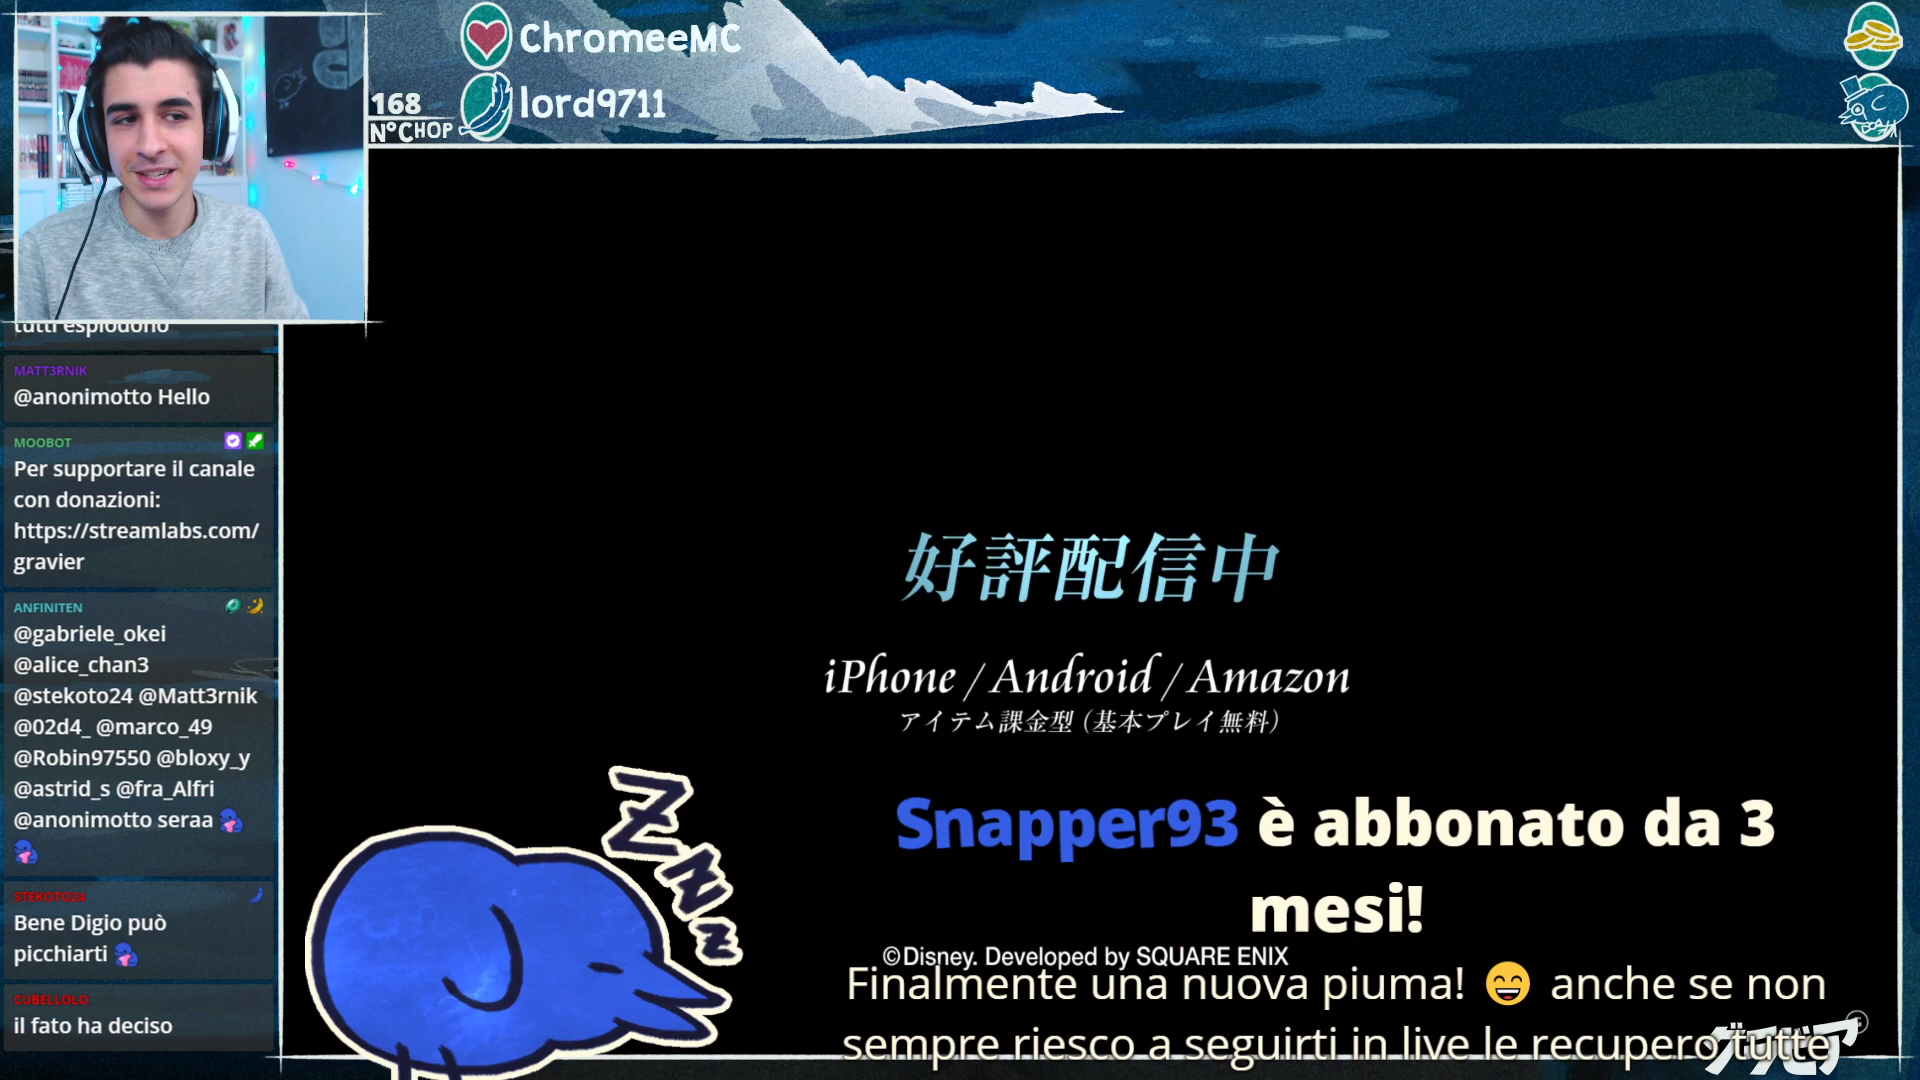 ChromeeMC
168
N°CHOP
lord9711
tutti esplodono
MATT3RNIK
@anonimotto Hello
MOOBOT
Per supportare il canale
con donazioni:
https://streamlabs.com/
gravier
ANFINITEN
@gabriele_okei
@alice_chan3
@stekoto24 @Matt3rnik
@02d4_ @marco_49
@Robin97550 @bloxy_y
@astrid_s @fra_Alfri
@anonimotto seraa
STEKOTO24
Bene Digio può
picchiarti
CUBELLOLO
il fato ha deciso
好評配信中
iPhone / Android / Amazon
アイテム課金型 (基本プレイ無料)
ZNNz
Snapper93 è abbonato da 3
mesi!
©Disney. Developed by SQUARE ENIX
Finalmente una nuova piuma! 😄 anche se non
sempre riesco a seguirti in live le recupero tutte